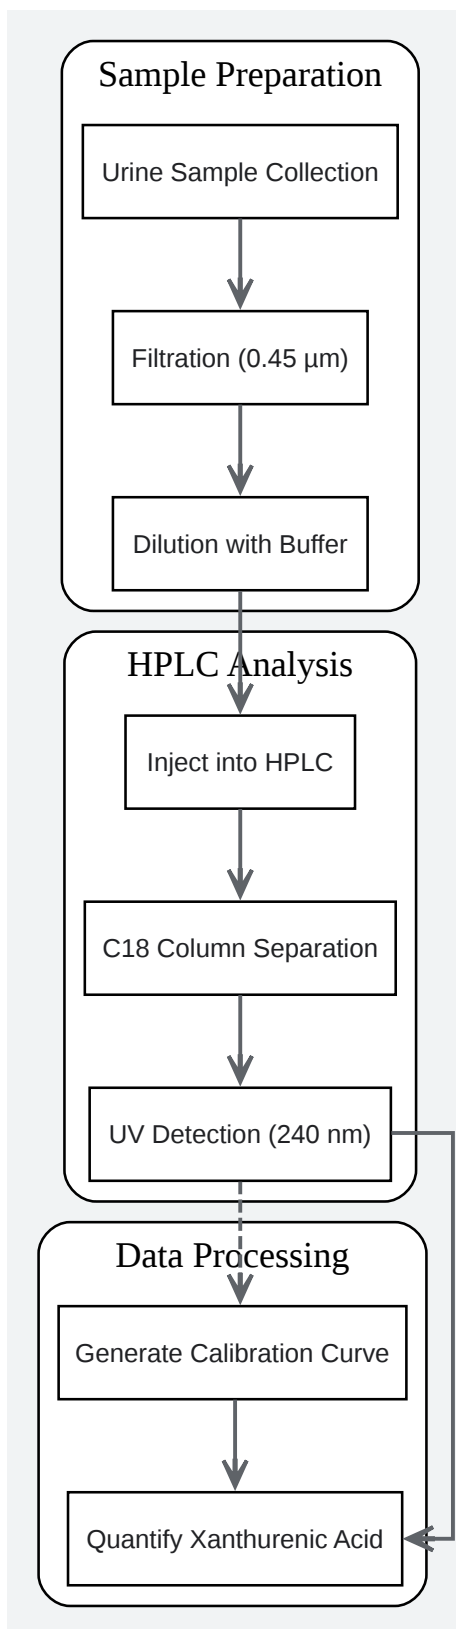 Sample Preparation
Urine Sample Collection
Filtration (0.45 µm)
Dilution with Buffer
HPLC Analysis
Inject into HPLC
C18 Column Separation
UV Detection (240 nm)
Data Processing
Generate Calibration Curve
Quantify Xanthurenic Acid